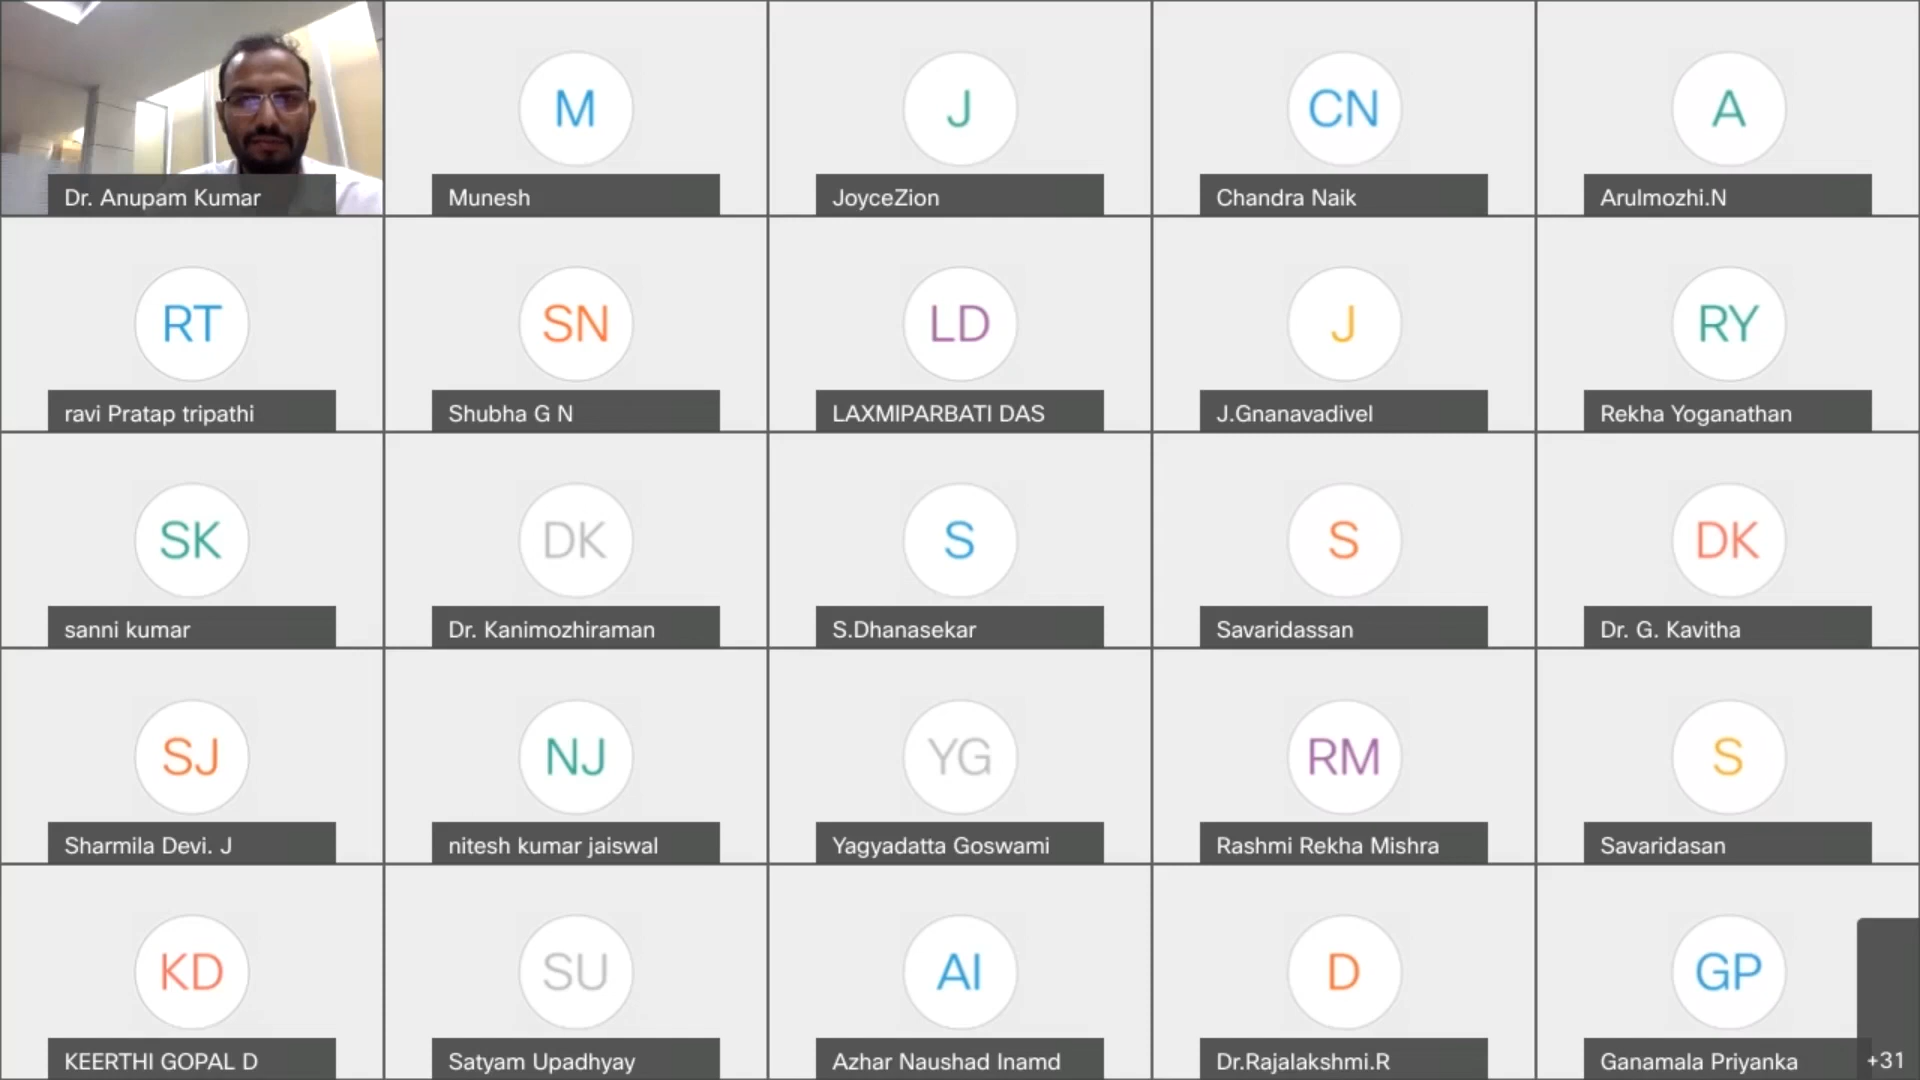 Dr. Anupam Kumar
M
Munesh
J
JoyceZion
CN
Chandra Naik
A
Arulmozhi.N
RT
ravi Pratap tripathi
SN
Shubha G N
LD
LAXMIPARBATI DAS
J
J.Gnanavadivel
RY
Rekha Yoganathan
SK
sanni kumar
DK
Dr. Kanimozhiraman
S
S.Dhanasekar
S
Savaridassan
DK
Dr. G. Kavitha
SJ
Sharmila Devi. J
NJ
nitesh kumar jaiswal
YG
Yagyadatta Goswami
RM
Rashmi Rekha Mishra
S
Savaridasan
KD
KEERTHI GOPAL D
SU
Satyam Upadhyay
AI
Azhar Naushad Inamd
D
Dr.Rajalakshmi.R
GP
Ganamala Priyanka
+31